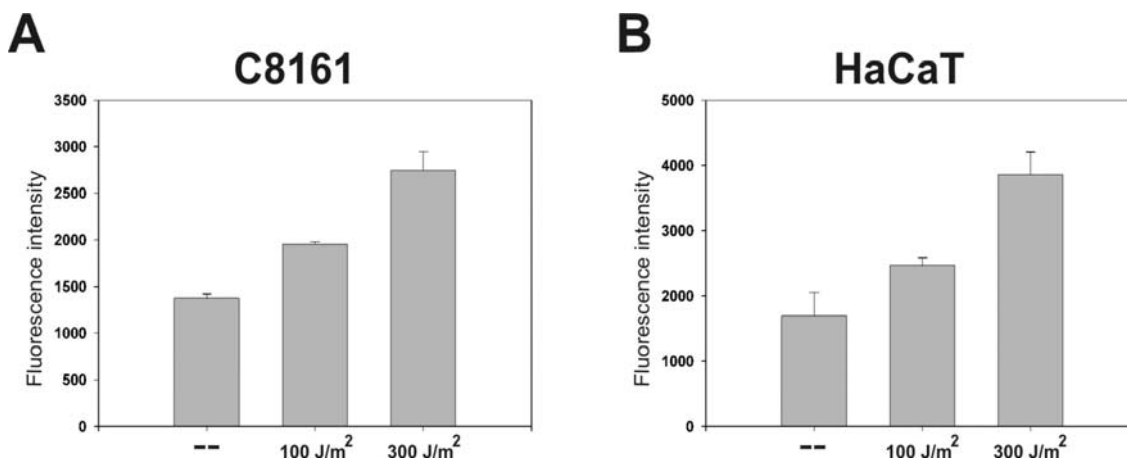 A
C8161
3500
3000
2500
2000
1500
1000
500
0
Fluorescence intensity
--
100 J/m²
300 J/m²
B
HaCaT
5000
4000
3000
2000
1000
0
Fluorescence intensity
--
100 J/m²
300 J/m²